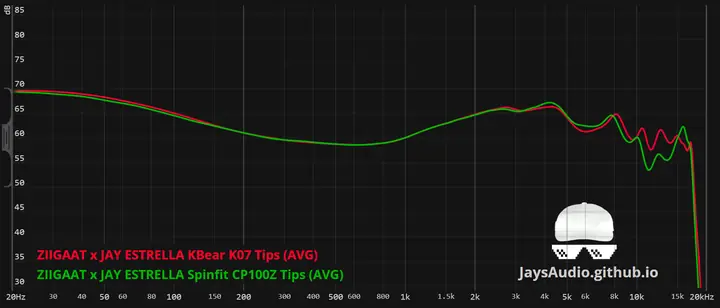 dB
85
80
75
70
65
60
55
50
45
40
35
30
ZIIGAAT x JAY ESTRELLA KBear K07 Tips (AVG)
ZIIGAAT x JAY ESTRELLA Spinfit CP100Z Tips (AVG)
JaysAudio.github.io
20Hz 30 40 50 60 80 100 150 200 300 400 500 600 800 1k 1.5k 2k 3k 4k 5k 6k 8k 10k 15k 20kHz